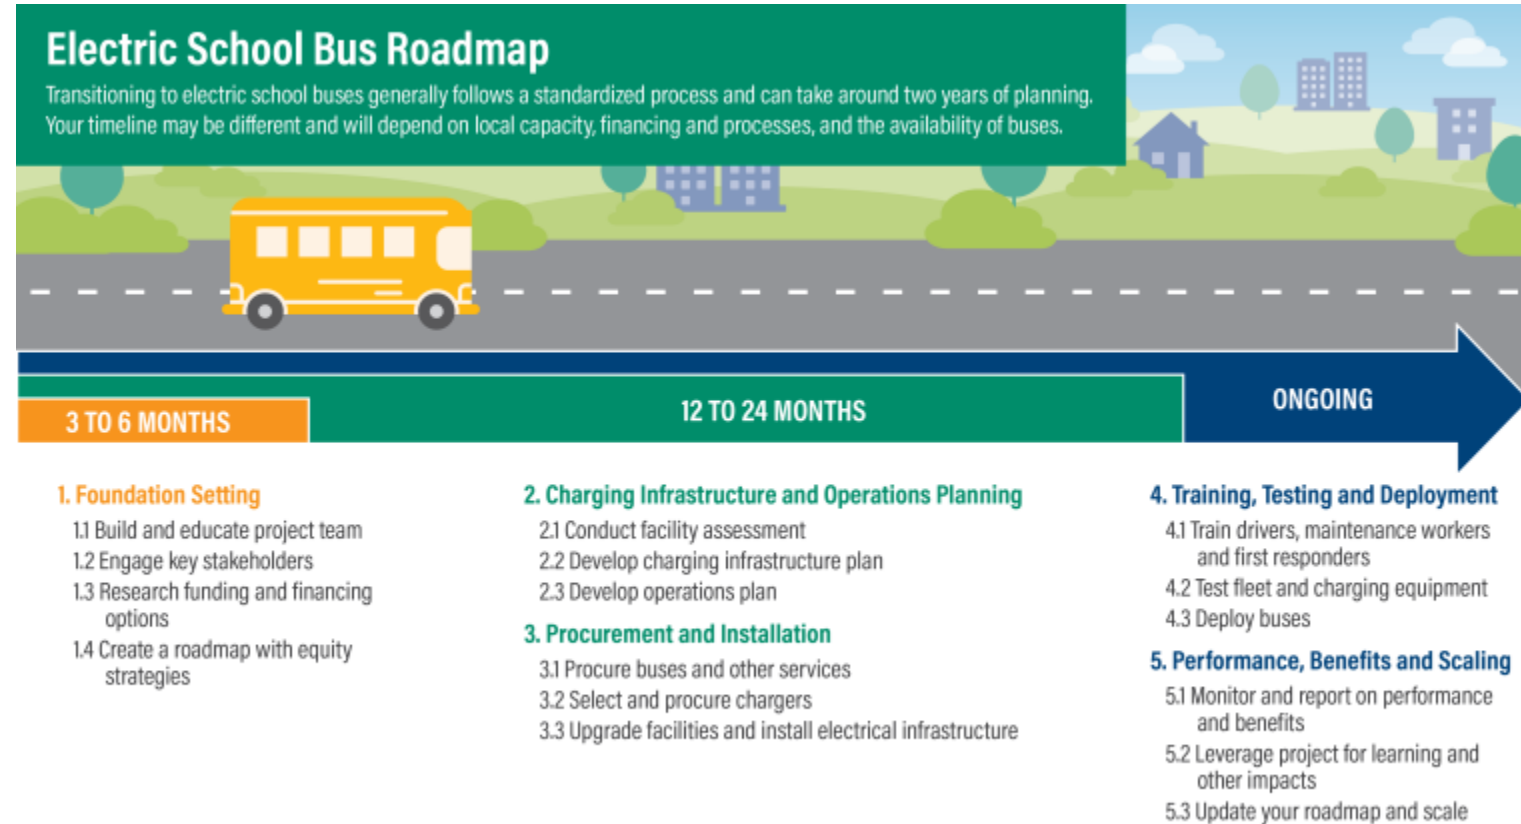 Electric School Bus Roadmap
Transitioning to electric school buses generally follows a standardized process and can take around two years of planning.
Your timeline may be different and will depend on local capacity, financing and processes, and the availability of buses.
3 TO 6 MONTHS
12 TO 24 MONTHS
ONGOING
1. Foundation Setting
1.1 Build and educate project team
1.2 Engage key stakeholders
1.3 Research funding and financing
options
1.4 Create a roadmap with equity
strategies
2. Charging Infrastructure and Operations Planning
2.1 Conduct facility assessment
2.2 Develop charging infrastructure plan
2.3 Develop operations plan
3. Procurement and Installation
3.1 Procure buses and other services
3.2 Select and procure chargers
3.3 Upgrade facilities and install electrical infrastructure
4. Training, Testing and Deployment
4.1 Train drivers, maintenance workers
and first responders
4.2 Test fleet and charging equipment
4.3 Deploy buses
5. Performance, Benefits and Scaling
5.1 Monitor and report on performance
and benefits
5.2 Leverage project for learning and
other impacts
5.3 Update your roadmap and scale